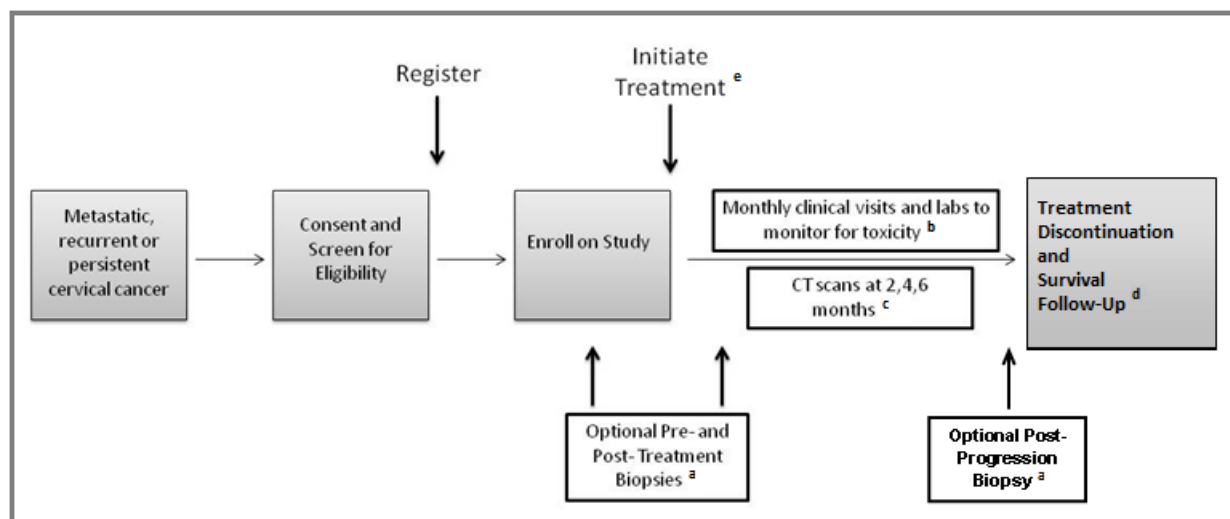 Register
Initiate
Treatment e
Metastatic,
recurrent or
persistent
cervical cancer
Consent and
Screen for
Eligibility
Enroll on Study
Monthly clinical visits and labs to
monitor for toxicity b
CT scans at 2,4,6
months c
Treatment
Discontinuation
and
Survival
Follow-Up d
Optional Pre- and
Post- Treatment
Biopsies a
Optional Post-
Progression
Biopsy a